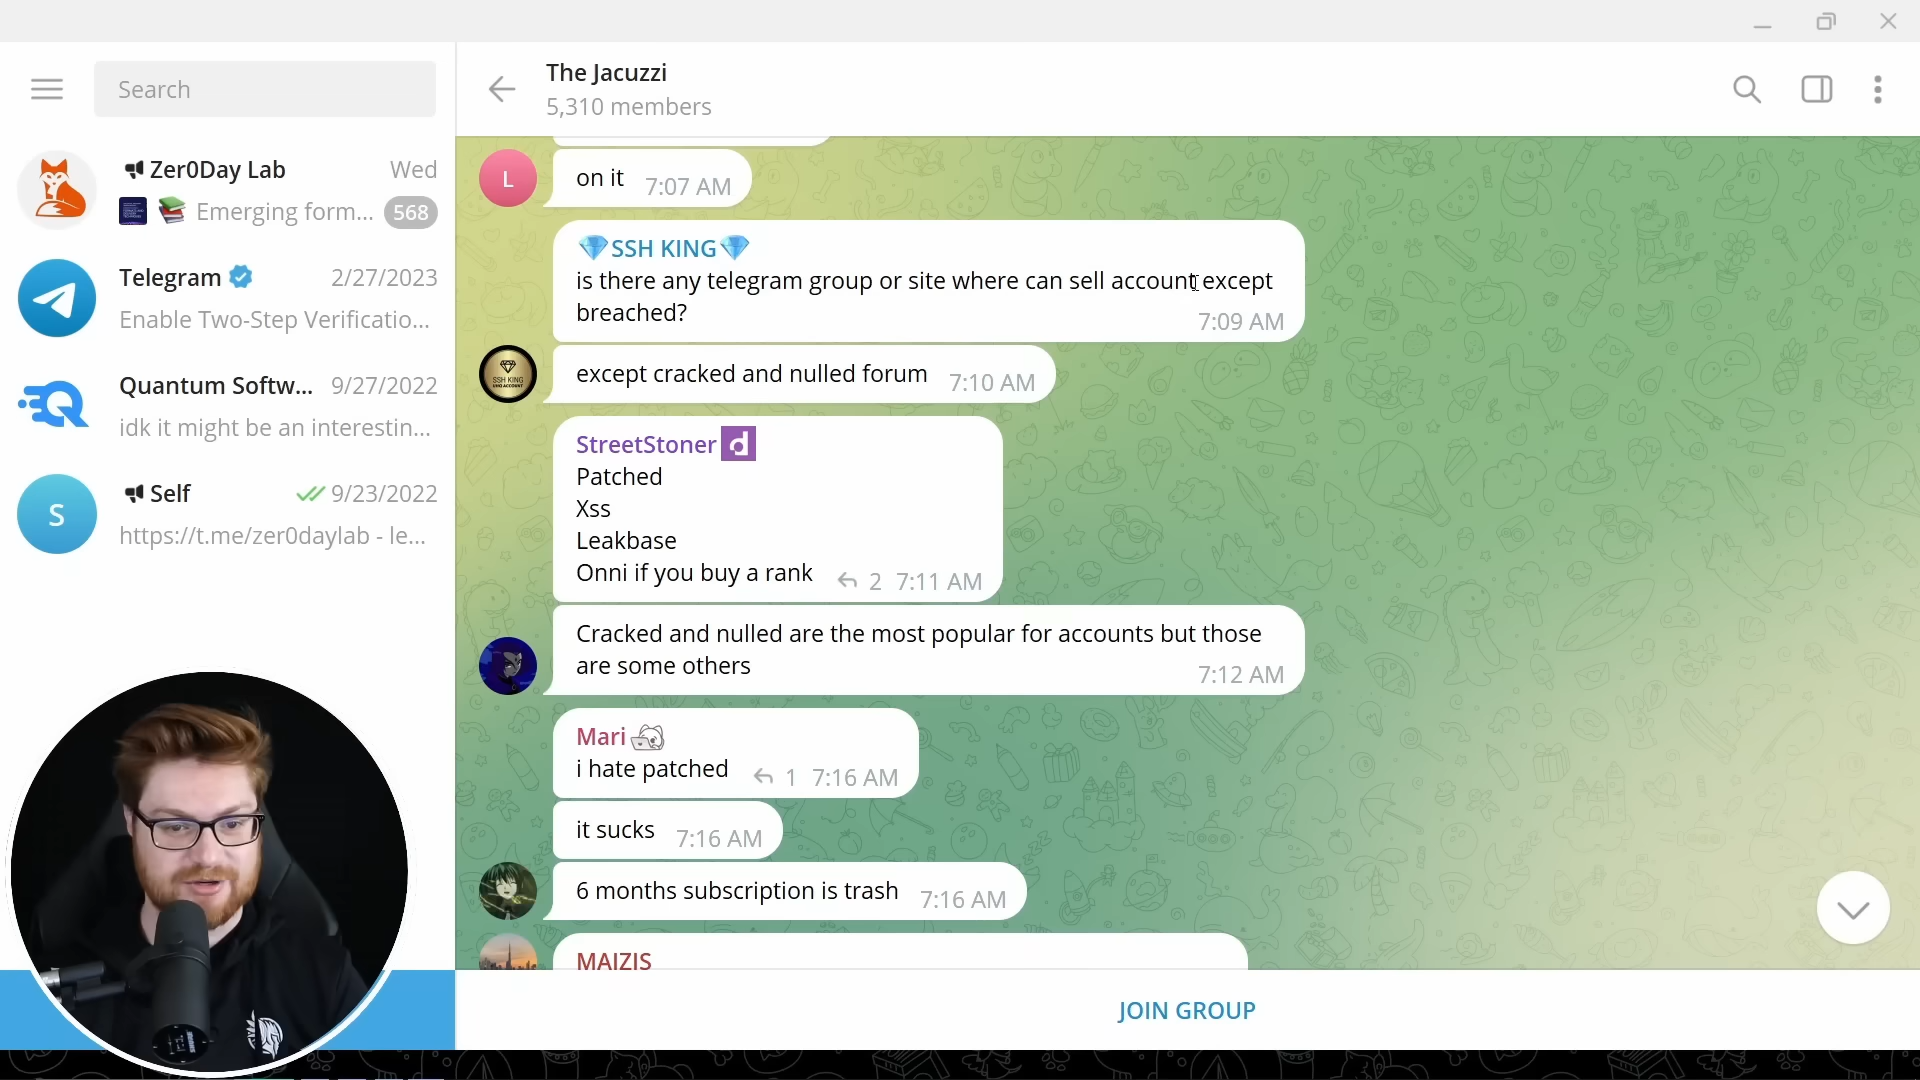 Search
The Jacuzzi
5,310 members
Zer0Day Lab
Wed
Emerging form...
568
Telegram
2/27/2023
Enable Two-Step Verificatio...
Quantum Softw...
9/27/2022
idk it might be an interestin...
S
Self
9/23/2022
https://t.me/zer0daylab - le...
L
on it 7:07 AM
SSH KING
is there any telegram group or site where can sell account except
breached?
7:09 AM
SSH KING
except cracked and nulled forum 7:10 AM
StreetStoner d
Patched
Xss
Leakbase
Onni if you buy a rank 2 7:11 AM
Cracked and nulled are the most popular for accounts but those
are some others
7:12 AM
Mari
i hate patched 1 7:16 AM
it sucks 7:16 AM
6 months subscription is trash 7:16 AM
MAIZIS
JOIN GROUP